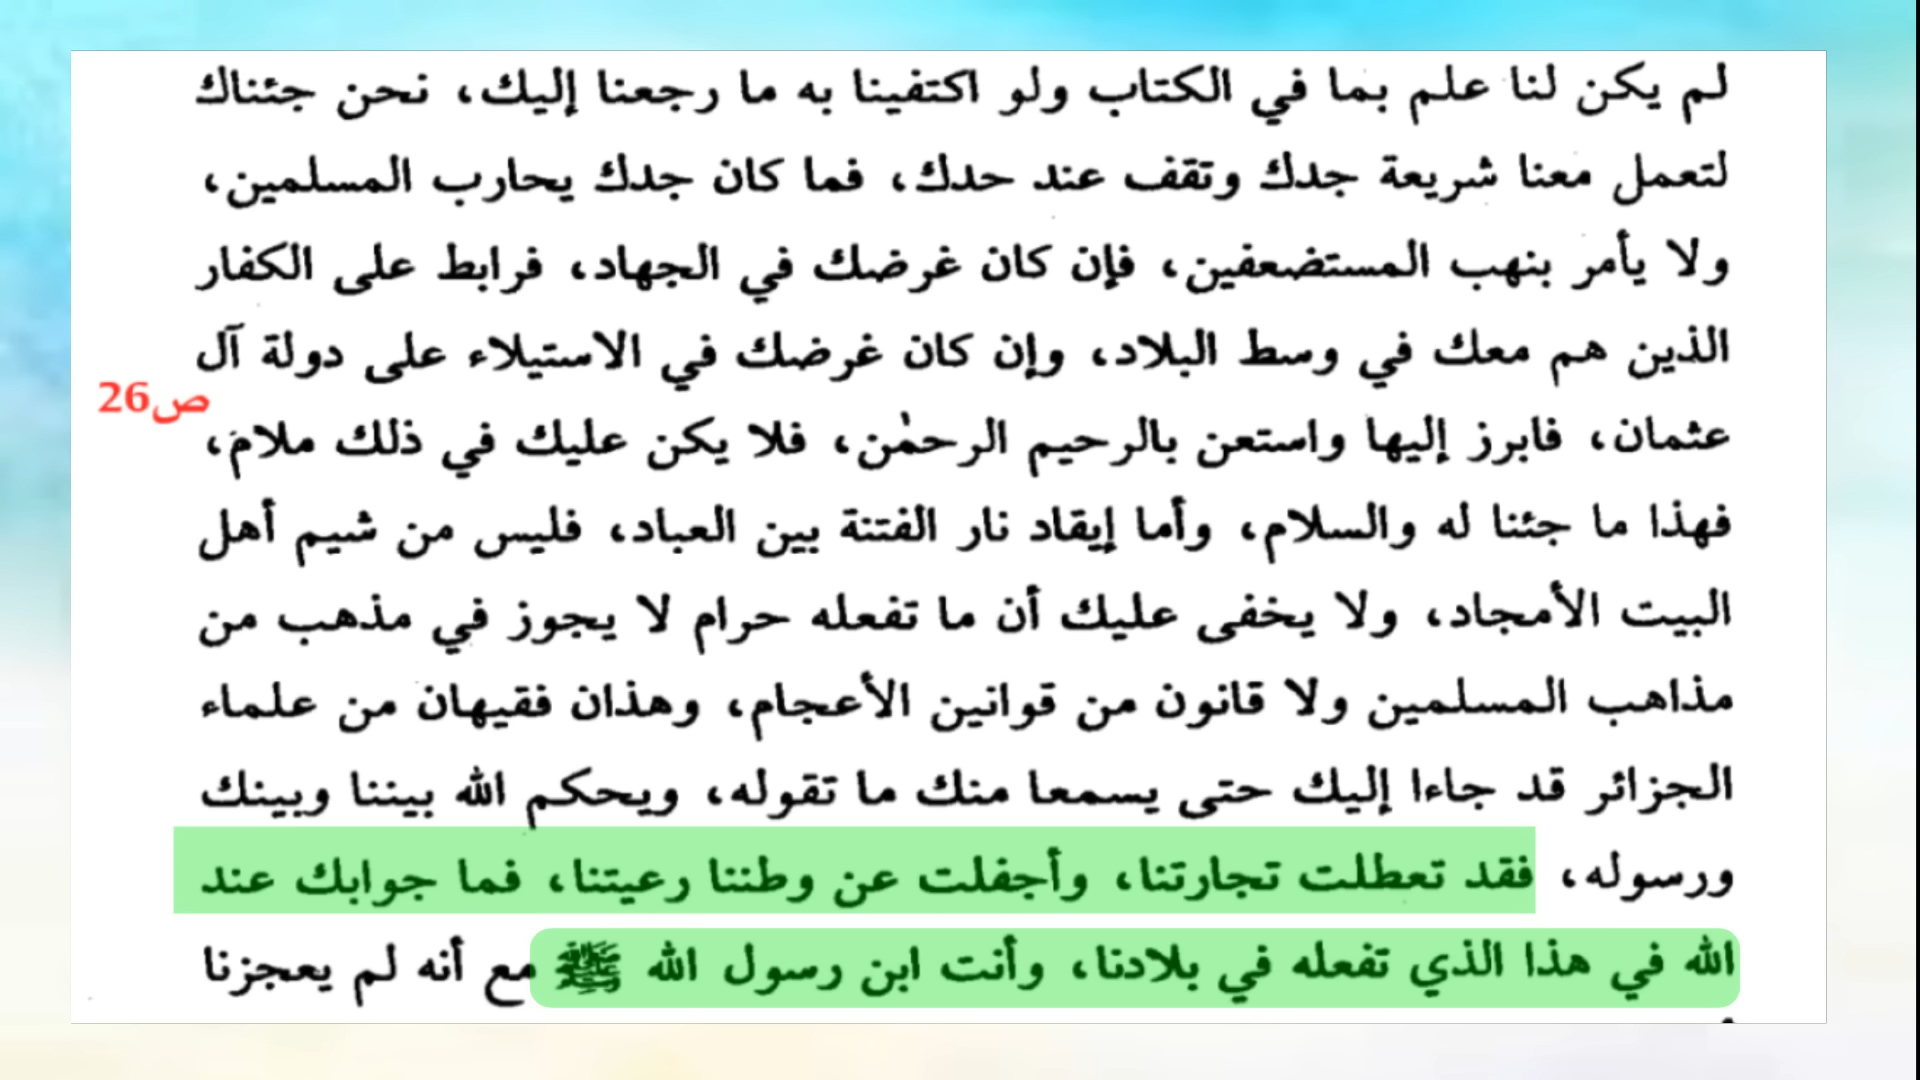 لم يكن لنا علم بما في الكتاب ولو اكتفينا به ما رجعنا إليك، نحن جئناك
لتعمل معنا شريعة جدك وتقف عند حدك، فما كان جدك يحارب المسلمين،
ولا يأمر بنهب المستضعفين، فإن كان غرضك في الجهاد، فرابط على الكفار
الذين هم معك في وسط البلاد، وإن كان غرضك في الاستيلاء على دولة آل
ص26
عثمان، فابرز إليها واستعن بالرحيم الرحمٰن، فلا يكن عليك في ذلك ملام،
فهذا ما جئنا له والسلام، وأما إيقاد نار الفتنة بين العباد، فليس من شيم أهل
البيت الأمجاد، ولا يخفى عليك أن ما تفعله حرام لا يجوز في مذهب من
مذاهب المسلمين ولا قانون من قوانين الأعجام، وهذان فقيهان من علماء
الجزائر قد جاءا إليك حتى يسمعا منك ما تقوله، ويحكم الله بيننا وبينك
ورسوله، فقد تعطلت تجارتنا، وأجفلت عن وطننا رعيتنا، فما جوابك عند
الله في هذا الذي تفعله في بلادنا، وأنت ابن رسول الله ﷺ مع أنه لم يعجزنا